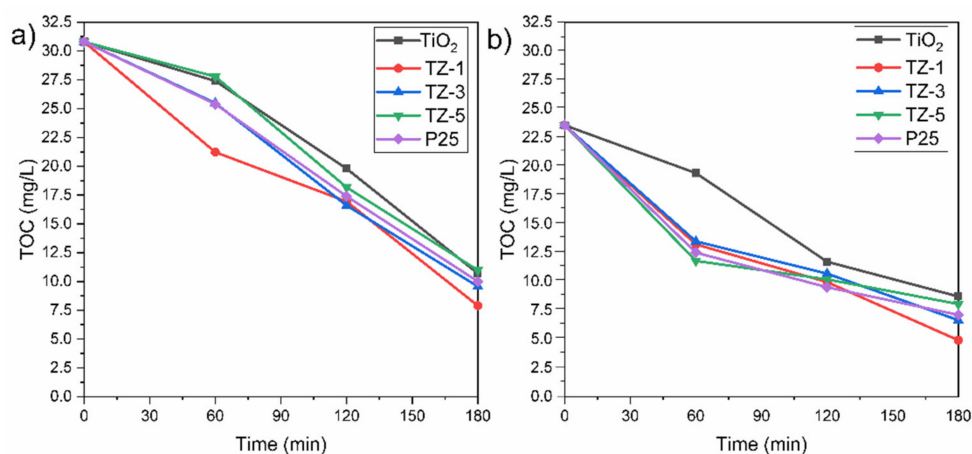 a)
TOC (mg/L)
32.5
30.0
27.5
25.0
22.5
20.0
17.5
15.0
12.5
10.0
7.5
5.0
2.5
0.0
0 30 60 90 120 150 180
Time (min)
TiO₂
TZ-1
TZ-3
TZ-5
P25
b)
TOC (mg/L)
32.5
30.0
27.5
25.0
22.5
20.0
17.5
15.0
12.5
10.0
7.5
5.0
2.5
0.0
0 30 60 90 120 150 180
Time (min)
TiO₂
TZ-1
TZ-3
TZ-5
P25